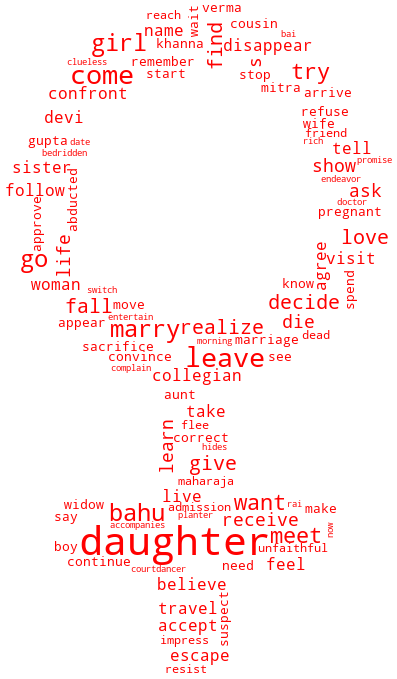 verma
reach
wait
cousin
name
find
bai
girl
khanna
disappear
s
clueless
remember
come
start
stop
try
mitra
confront
arrive
devi
refuse
wife
friend
gupta
date
rich
tell
bedridden
promise
sister
show
abducted
endeavor
follow
ask
doctor
approve
pregnant
love
life
go
agree
visit
woman
know
switch
spend
decide
fall
move
entertain
die
appear
marry
realize
dead
morning
marriage
sacrifice
leave
convince
see
complain
collegian
aunt
take
flee
learn
correct
hides
give
maharaja
live
widow
want
admission
rai
make
bahu
planter
say
receive
accompanies
now
daughter
meet
boy
unfaithful
continue
courtdancer
need
feel
believe
travel
suspect
accept
impress
escape
resist